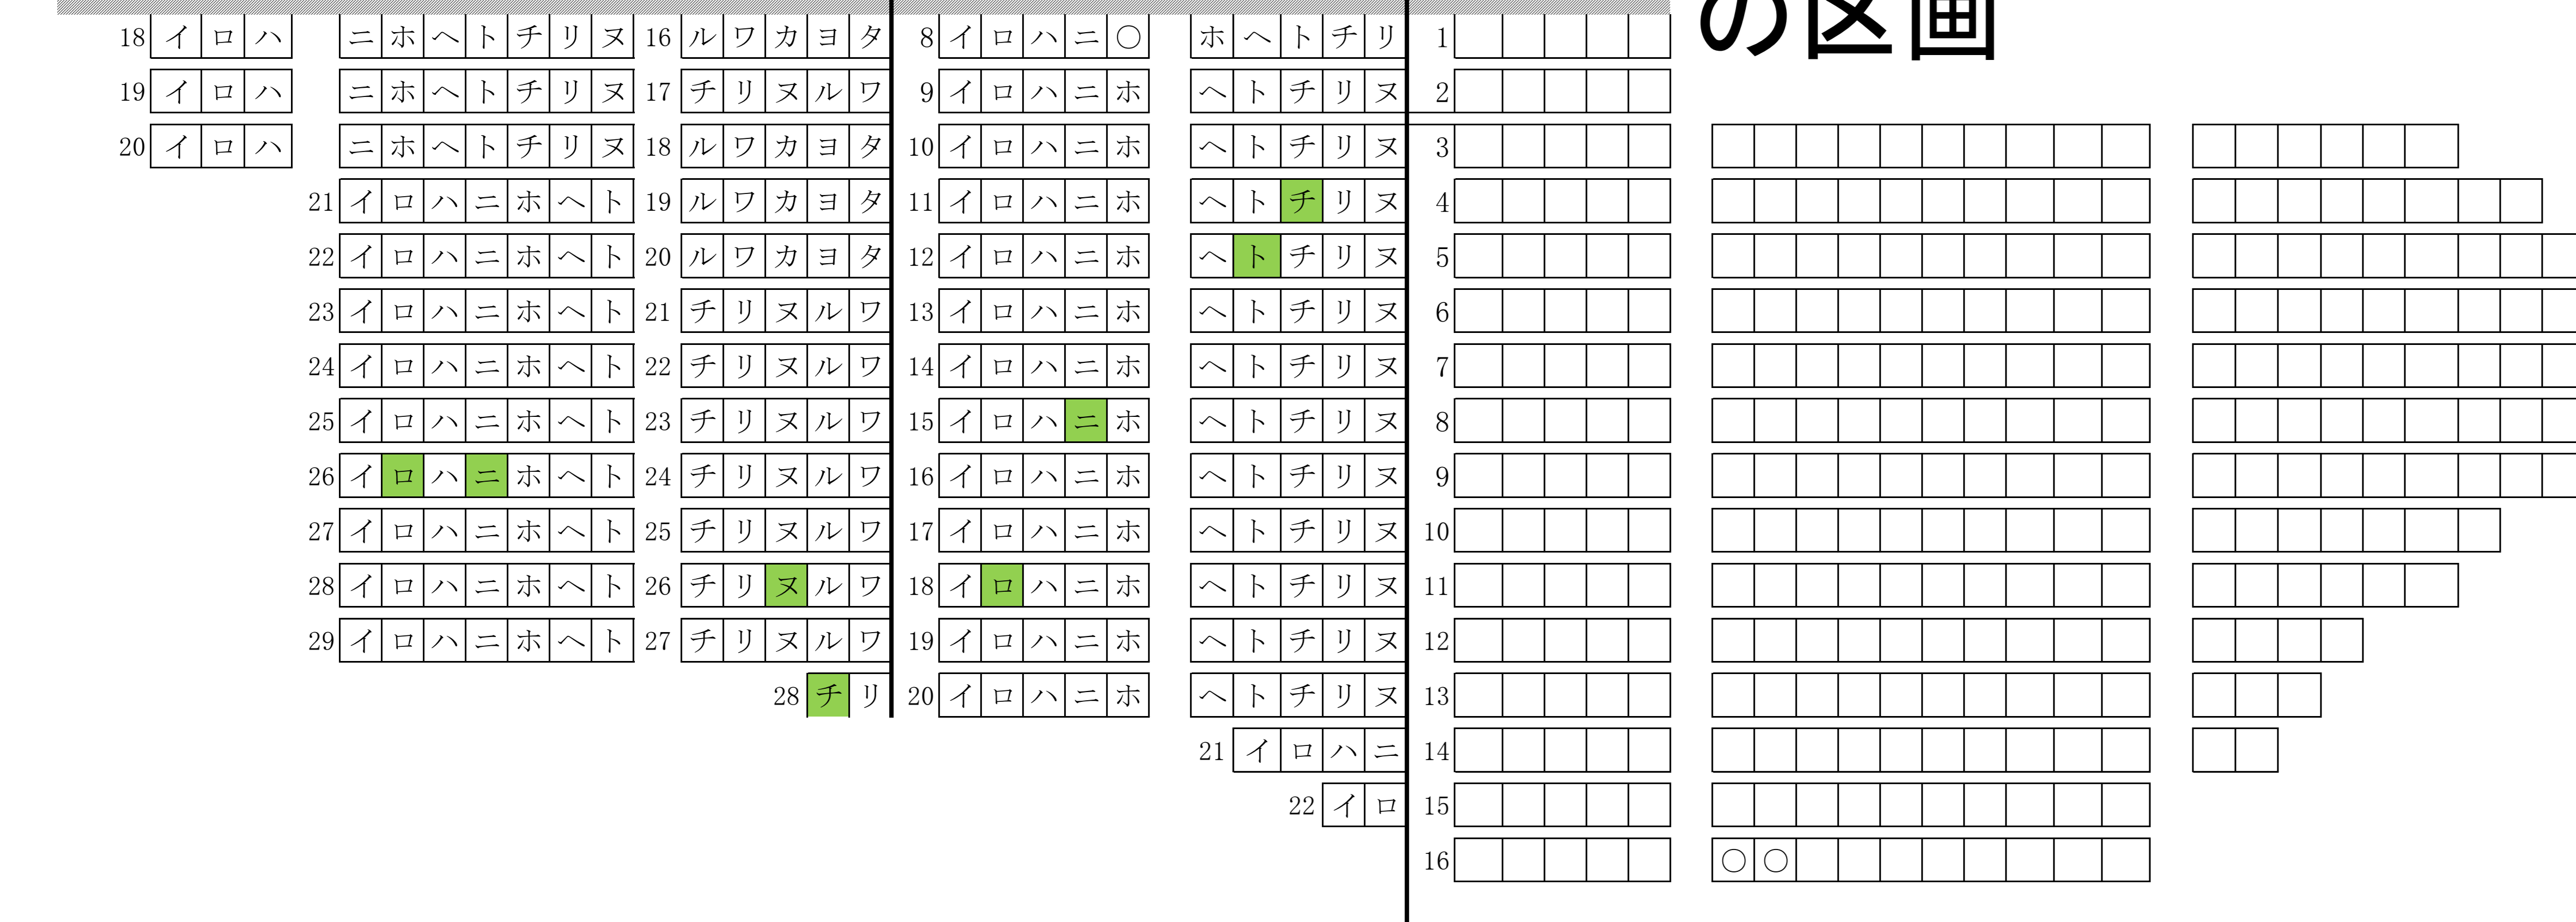 の区画
18 イ ロ ハ ニ ホ ヘ ト チ リ ヌ 16 ル ワ カ ヨ タ 8 イ ロ ハ ニ ○ ホ ヘ ト チ リ 1
19 イ ロ ハ ニ ホ ヘ ト チ リ ヌ 17 チ リ ヌ ル ワ 9 イ ロ ハ ニ ホ ヘ ト チ リ ヌ 2
20 イ ロ ハ ニ ホ ヘ ト チ リ ヌ 18 ル ワ カ ヨ タ 10 イ ロ ハ ニ ホ ヘ ト チ リ ヌ 3
21 イ ロ ハ ニ ホ ヘ ト 19 ル ワ カ ヨ タ 11 イ ロ ハ ニ ホ ヘ ト チ リ ヌ 4
22 イ ロ ハ ニ ホ ヘ ト 20 ル ワ カ ヨ タ 12 イ ロ ハ ニ ホ ヘ ト チ リ ヌ 5
23 イ ロ ハ ニ ホ ヘ ト 21 チ リ ヌ ル ワ 13 イ ロ ハ ニ ホ ヘ ト チ リ ヌ 6
24 イ ロ ハ ニ ホ ヘ ト 22 チ リ ヌ ル ワ 14 イ ロ ハ ニ ホ ヘ ト チ リ ヌ 7
25 イ ロ ハ ニ ホ ヘ ト 23 チ リ ヌ ル ワ 15 イ ロ ハ ニ ホ ヘ ト チ リ ヌ 8
26 イ ロ ハ ニ ホ ヘ ト 24 チ リ ヌ ル ワ 16 イ ロ ハ ニ ホ ヘ ト チ リ ヌ 9
27 イ ロ ハ ニ ホ ヘ ト 25 チ リ ヌ ル ワ 17 イ ロ ハ ニ ホ ヘ ト チ リ ヌ 10
28 イ ロ ハ ニ ホ ヘ ト 26 チ リ ヌ ル ワ 18 イ ロ ハ ニ ホ ヘ ト チ リ ヌ 11
29 イ ロ ハ ニ ホ ヘ ト 27 チ リ ヌ ル ワ 19 イ ロ ハ ニ ホ ヘ ト チ リ ヌ 12
28 チ リ 20 イ ロ ハ ニ ホ ヘ ト チ リ ヌ 13
21 イ ロ ハ ニ 14
22 イ ロ 15
16 ○ ○